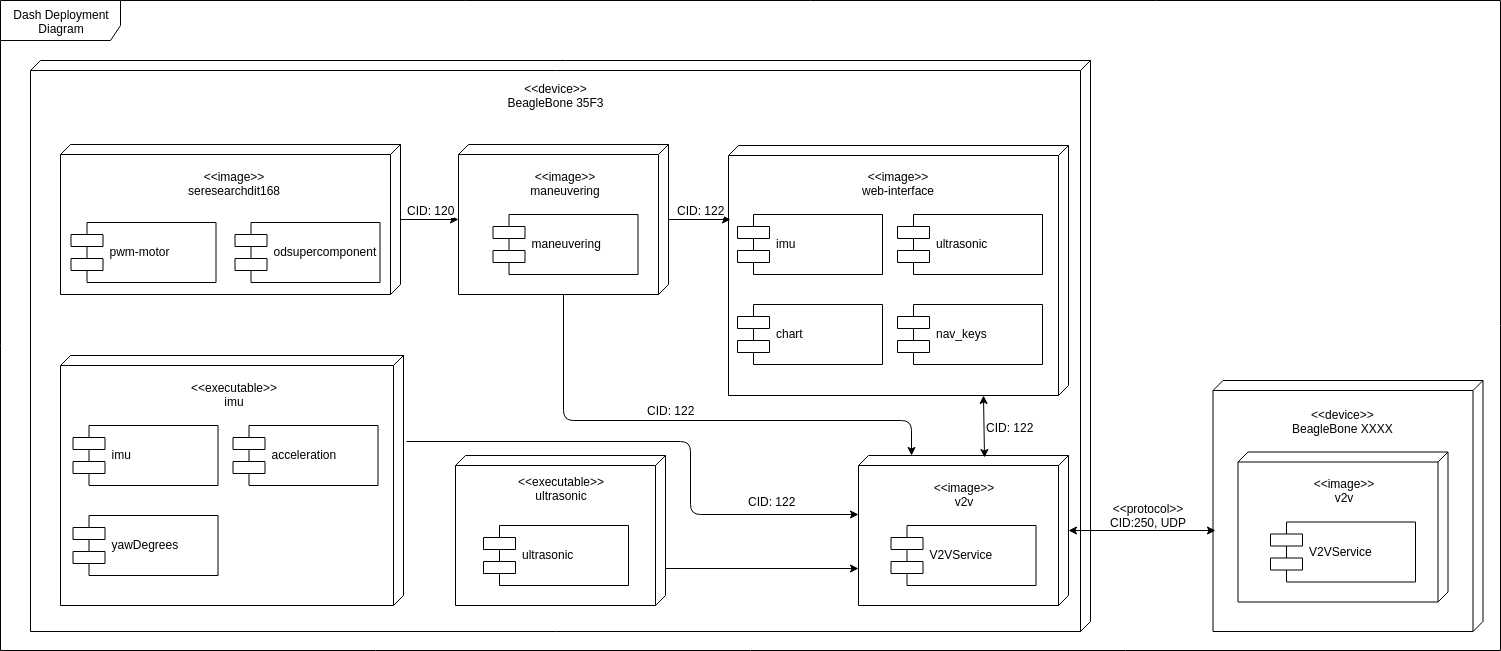 Dash Deployment
Diagram
<<device>>
BeagleBone 35F3
<<image>>
seresearchdit168
pwm-motor
odsupercomponent
CID: 120
<<image>>
maneuvering
maneuvering
CID: 122
<<image>>
web-interface
imu
ultrasonic
chart
nav_keys
<<executable>>
imu
imu
acceleration
yawDegrees
CID: 122
CID: 122
<<executable>>
ultrasonic
ultrasonic
CID: 122
<<image>>
v2v
V2VService
<<protocol>>
CID:250, UDP
<<device>>
BeagleBone XXXX
<<image>>
v2v
V2VService